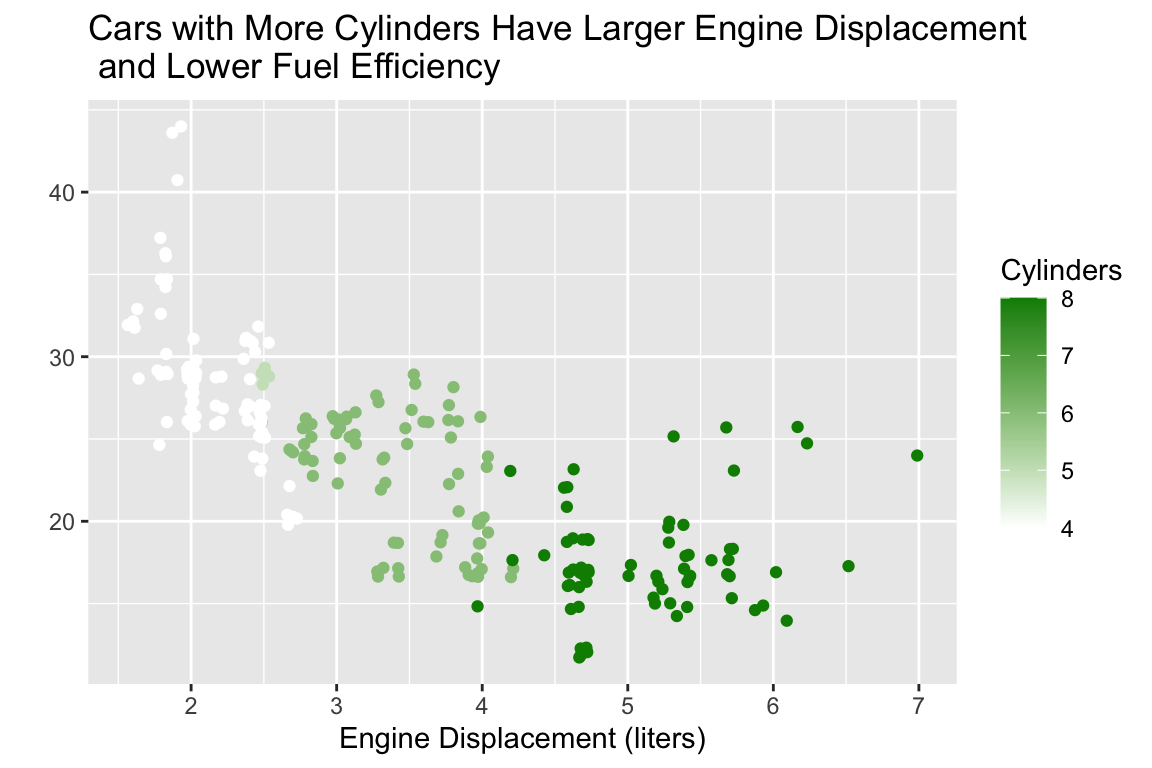 Cars with More Cylinders Have Larger Engine Displacement
and Lower Fuel Efficiency
40
30
20
2 3 4 5 6 7
Engine Displacement (liters)
Cylinders
8
7
6
5
4